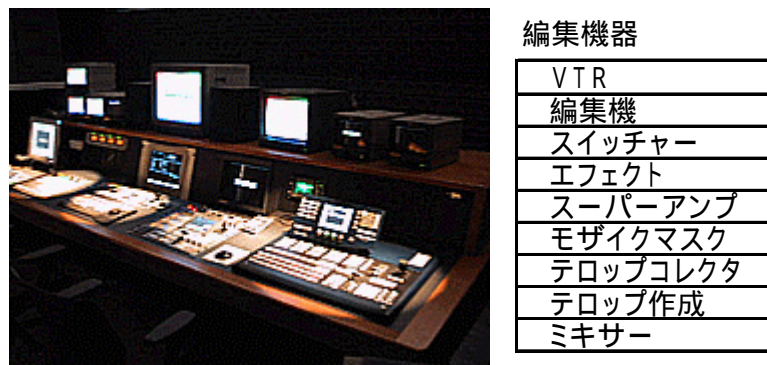 編集機器
VTR
編集機
スイッチャー
エフェクト
スーパーアンプ
モザイクマスク
テロップコレクタ
テロップ作成
ミキサー